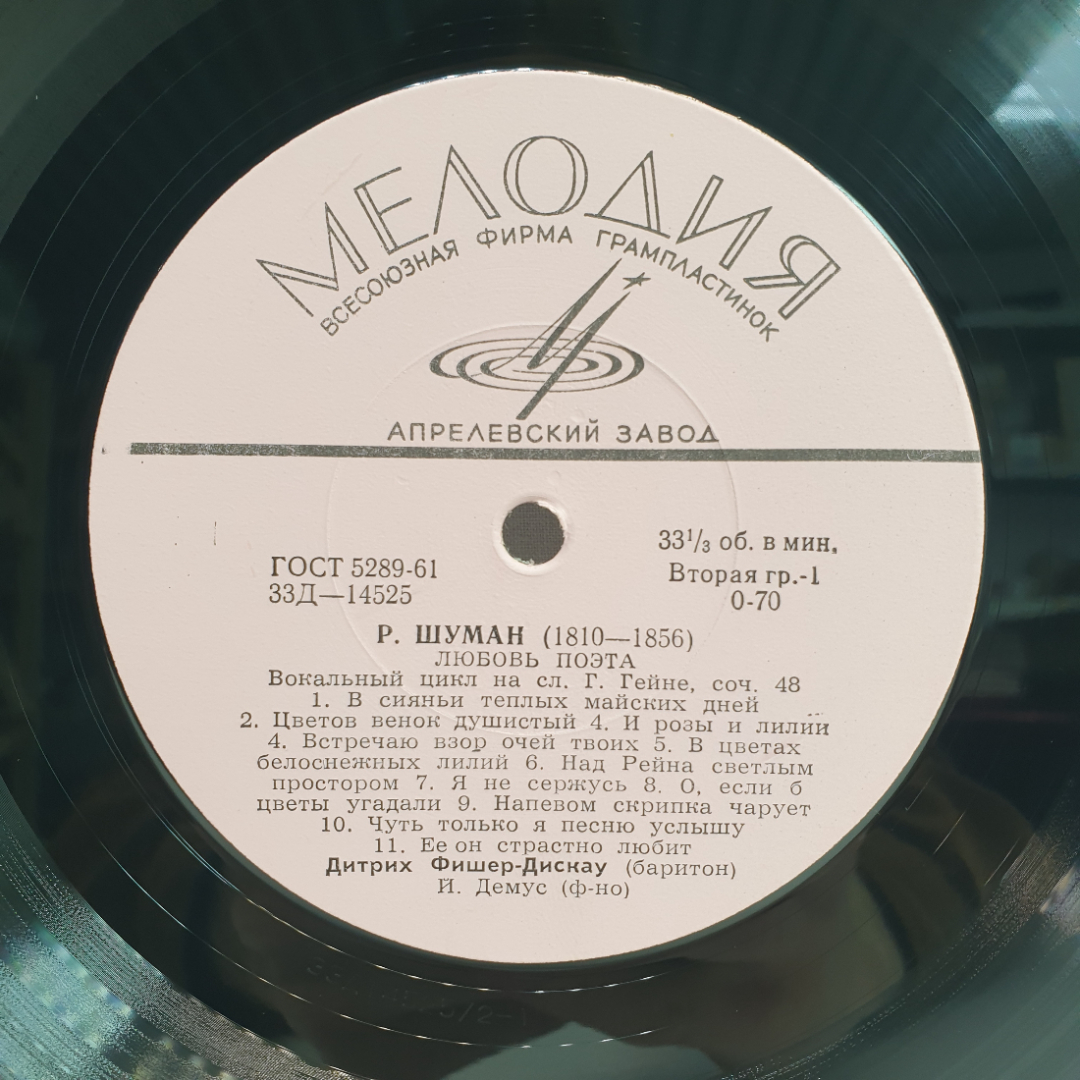 МЕЛОДИЯ
ВСЕСОЮЗНАЯ ФИРМА ГРАМПЛАСТИНОК
АПРЕЛЕВСКИЙ ЗАВОД
ГОСТ 5289-61
33Д—14525
33 1/3 об. в мин.
Вторая гр.-1
0-70
Р. ШУМАН (1810—1856)
ЛЮБОВЬ ПОЭТА
Вокальный цикл на сл. Г. Гейне, соч. 48
1. В сияньи теплых майских дней
2. Цветов венок душистый 4. И розы и лилии
4. Встречаю взор очей твоих 5. В цветах
белоснежных лилий 6. Над Рейна светлым
простором 7. Я не сержусь 8. О, если б
цветы угадали 9. Напевом скрипка чарует
10. Чуть только я песню услышу
11. Ее он страстно любит
Дитрих Фишер-Дискау (баритон)
Й. Демус (ф-но)